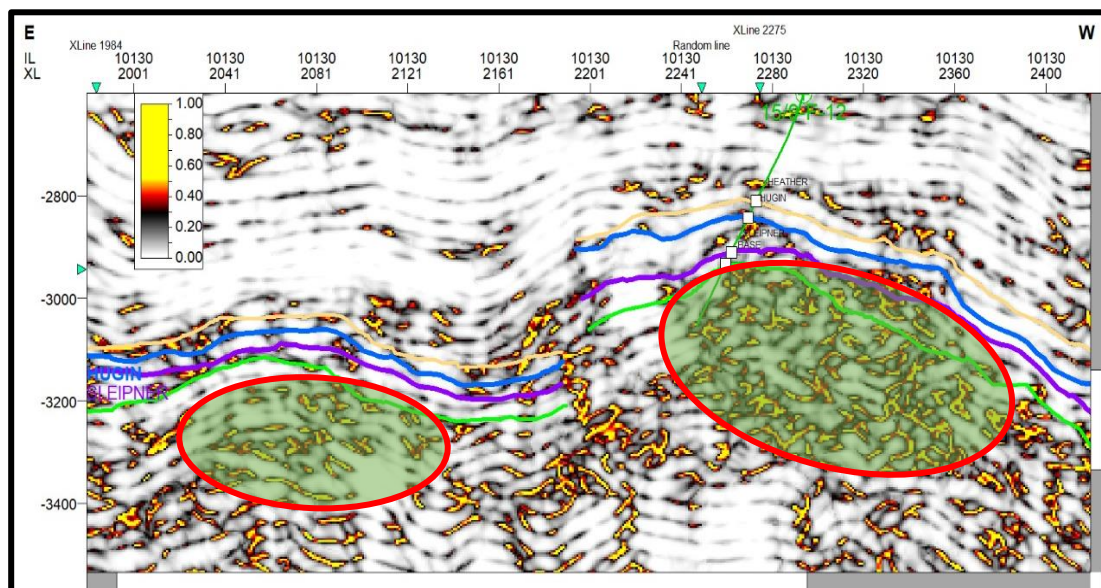 E W
XLine 2275
XLine 1984 Random line
IL 10130 10130 10130 10130 10130 10130 10130 10130 10130 10130 10130
XL 2001 2041 2081 2121 2161 2201 2241 2280 2320 2360 2400
1.00
0.80
0.60
0.40
0.20
0.00
-2800
-3000
-3200
-3400
HEATHER
HUGIN
SLEIPNER
BASE
HUGIN
SLEIPNER